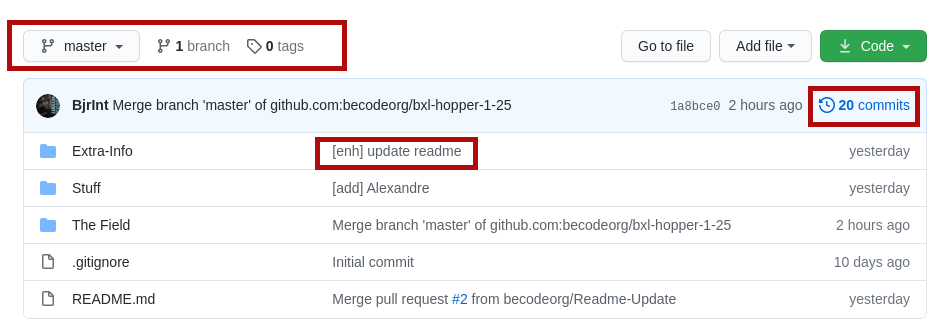 master 1 branch 0 tags Go to file Add file Code
BjrInt Merge branch 'master' of github.com:becodeorg/bxl-hopper-1-25 1a8bce0 2 hours ago 20 commits
Extra-Info [enh] update readme yesterday
Stuff [add] Alexandre yesterday
The Field Merge branch 'master' of github.com:becodeorg/bxl-hopper-1-25 2 hours ago
.gitignore Initial commit 10 days ago
README.md Merge pull request #2 from becodeorg/Readme-Update yesterday